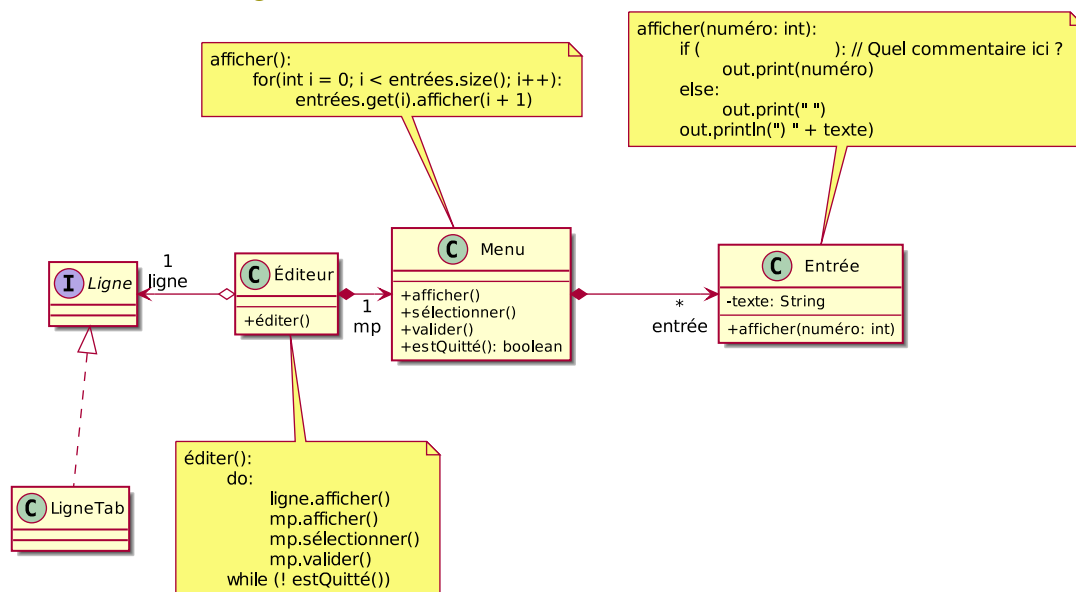 afficher():
for(int i = 0; i < entrées.size(); i++):
entrées.get(i).afficher(i + 1)
afficher(numéro: int):
if ( ): // Quel commentaire ici ?
out.print(numéro)
else:
out.print(" ")
out.println(") " + texte)
I Ligne
1
ligne
C Éditeur
+éditer()
1
mp
C Menu
+afficher()
+sélectionner()
+valider()
+estQuitté(): boolean
*
entrée
C Entrée
-texte: String
+afficher(numéro: int)
C LigneTab
éditer():
do:
ligne.afficher()
mp.afficher()
mp.sélectionner()
mp.valider()
while (! estQuitté())